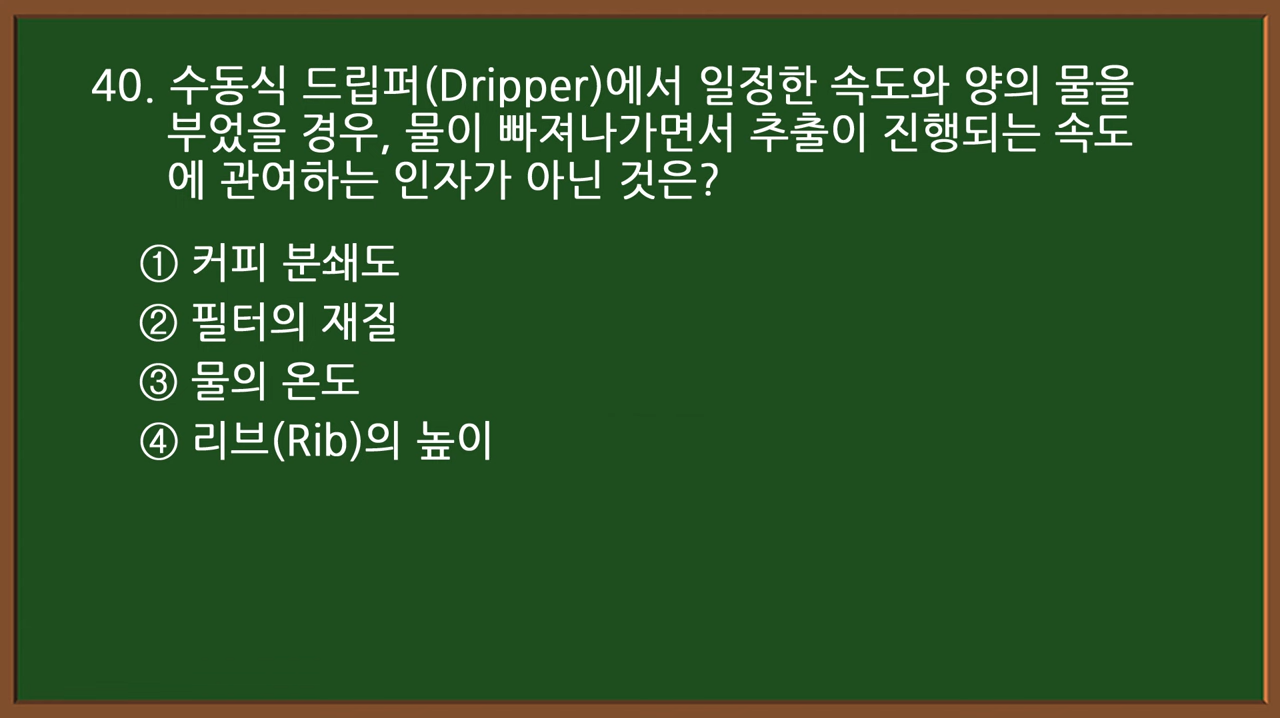 40. 수동식 드립퍼(Dripper)에서 일정한 속도와 양의 물을
부었을 경우, 물이 빠져나가면서 추출이 진행되는 속도
에 관여하는 인자가 아닌 것은?
① 커피 분쇄도
② 필터의 재질
③ 물의 온도
④ 리브(Rib)의 높이